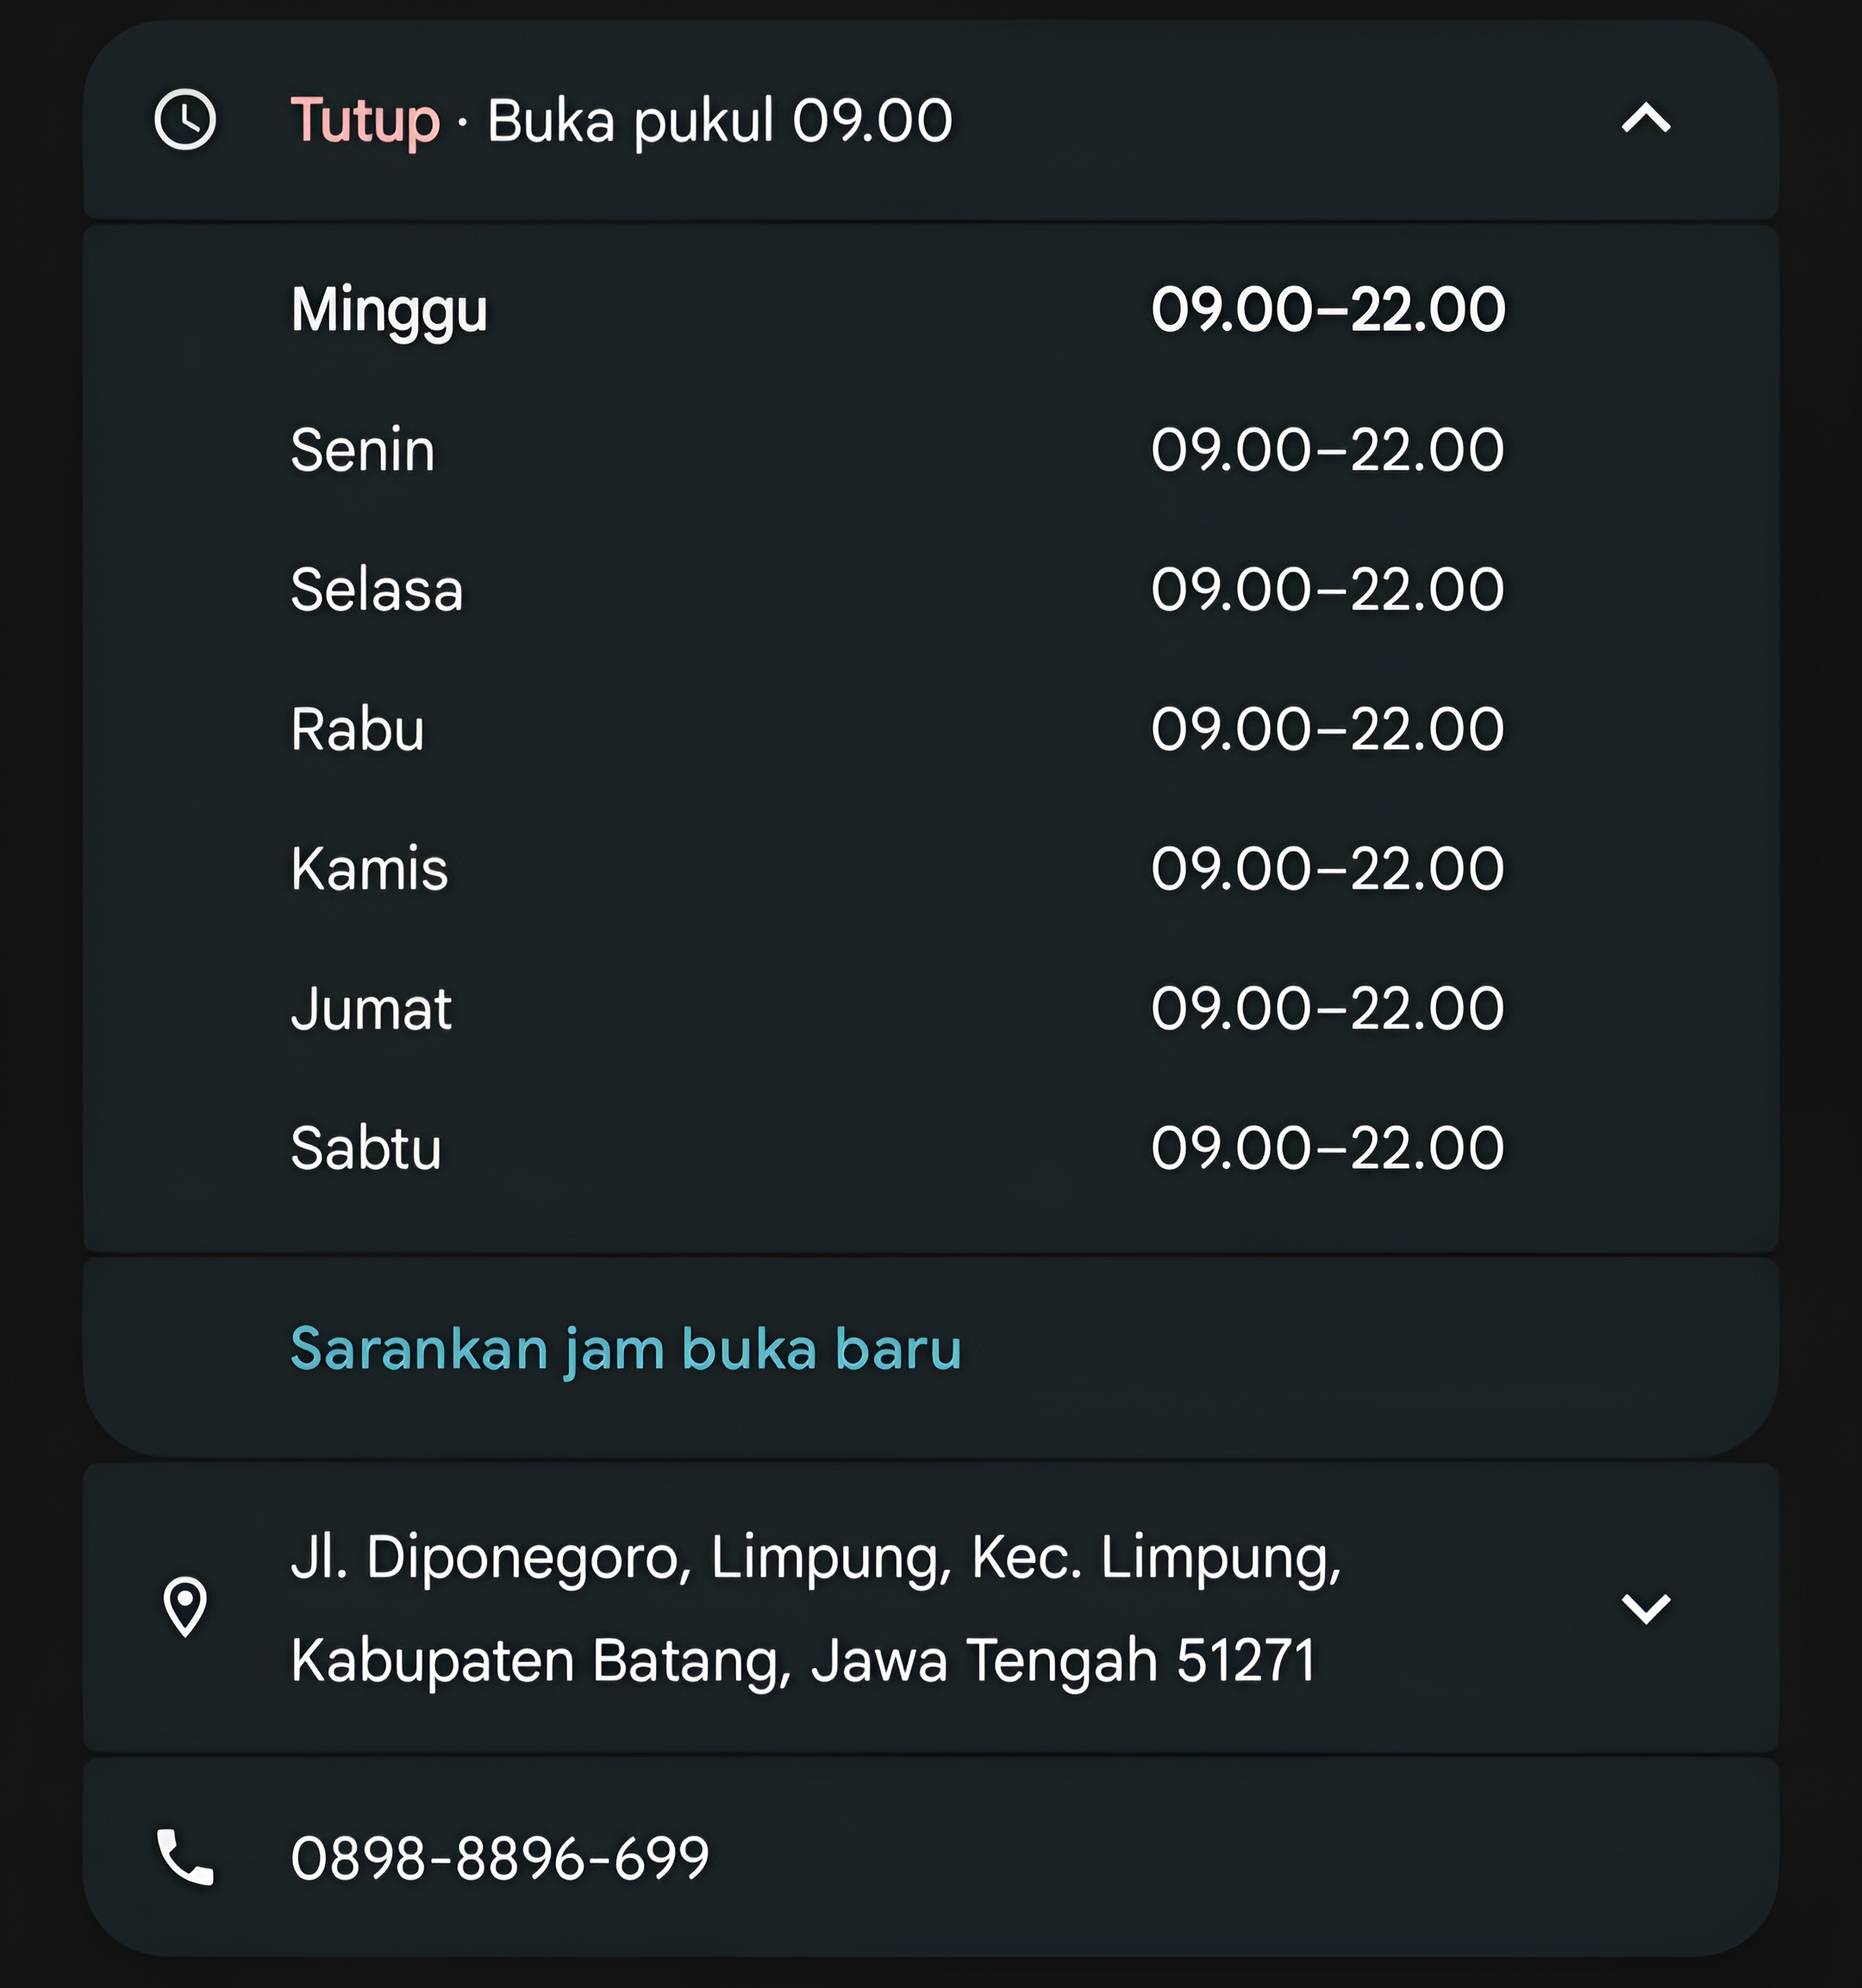 Tutup · Buka pukul 09.00
Minggu 09.00–22.00
Senin 09.00–22.00
Selasa 09.00–22.00
Rabu 09.00–22.00
Kamis 09.00–22.00
Jumat 09.00–22.00
Sabtu 09.00–22.00
Sarankan jam buka baru
Jl. Diponegoro, Limpung, Kec. Limpung,
Kabupaten Batang, Jawa Tengah 51271
0898-8896-699